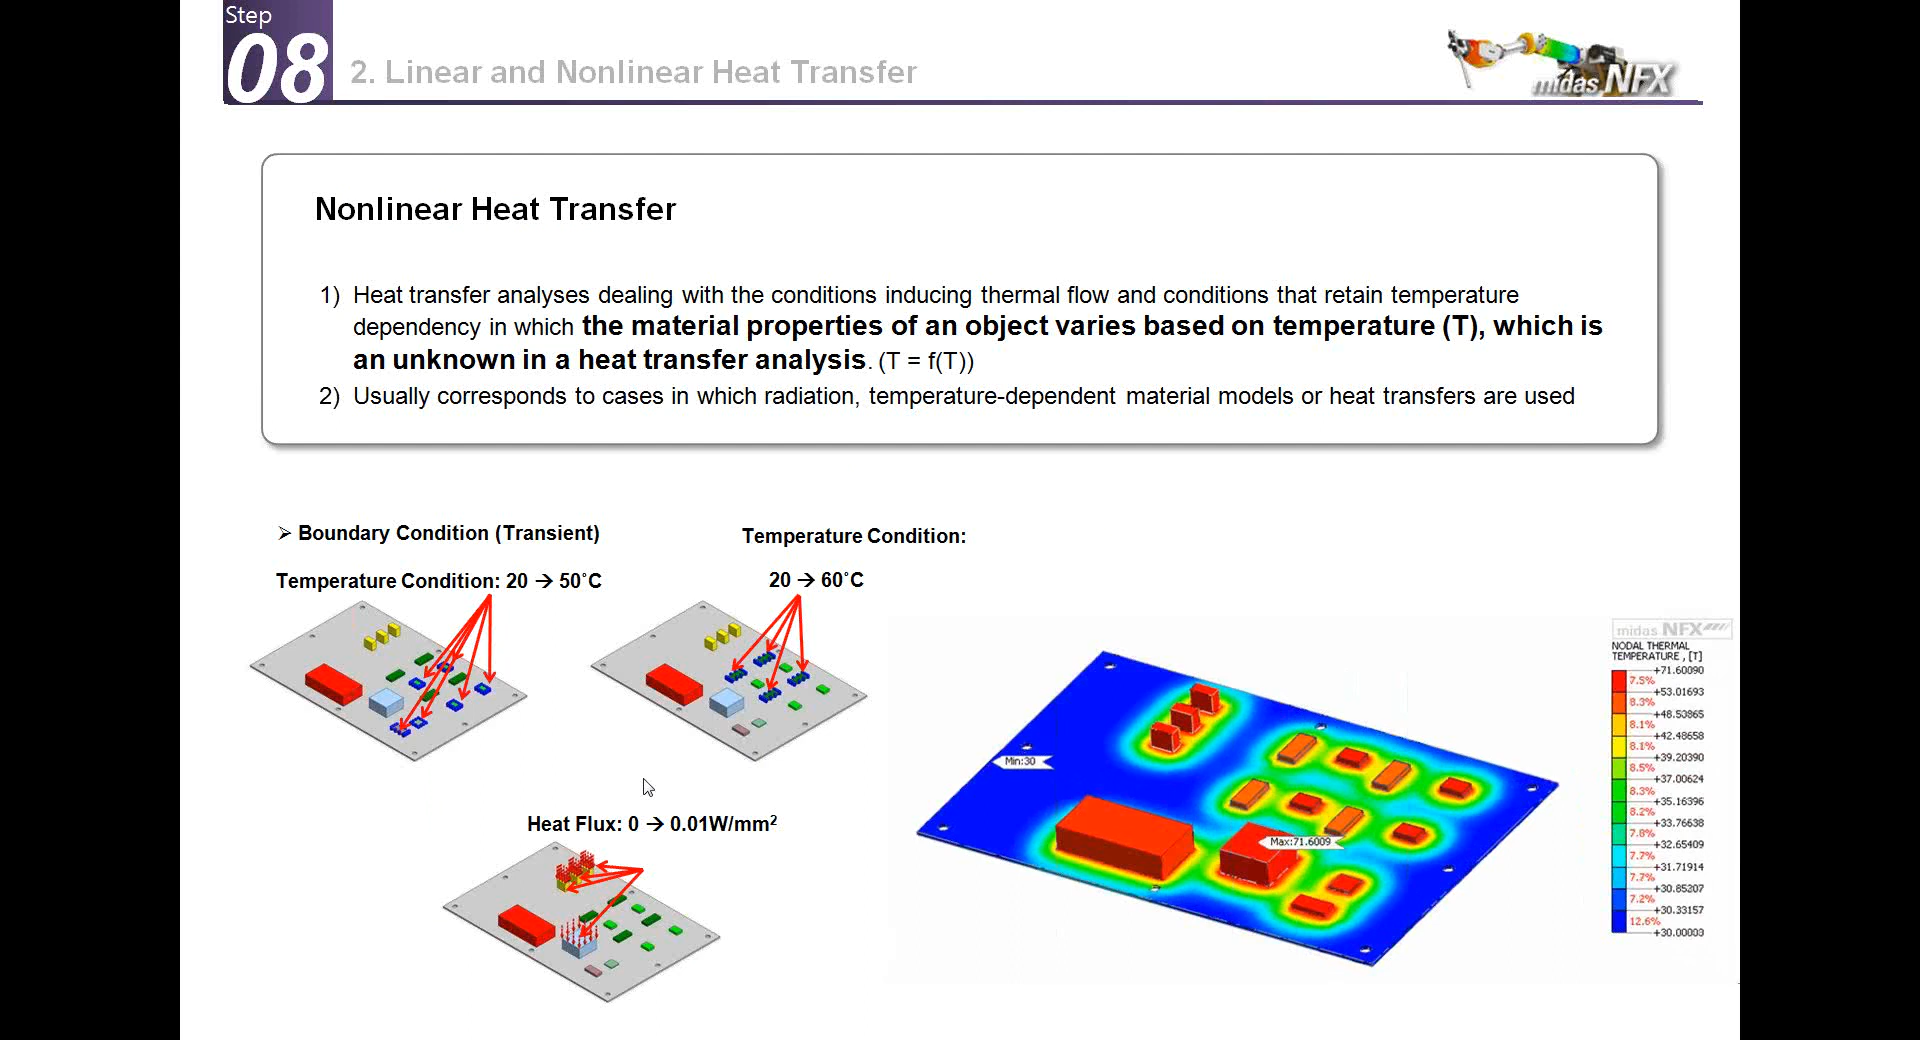 Step
08
2. Linear and Nonlinear Heat Transfer
midas NFX
Nonlinear Heat Transfer
1) Heat transfer analyses dealing with the conditions inducing thermal flow and conditions that retain temperature
dependency in which the material properties of an object varies based on temperature (T), which is
an unknown in a heat transfer analysis. (T = f(T))
2) Usually corresponds to cases in which radiation, temperature-dependent material models or heat transfers are used
➢ Boundary Condition (Transient)
Temperature Condition: 20 → 50˚C
Temperature Condition:
20 → 60˚C
Heat Flux: 0 → 0.01W/mm²
Min:30
Max:71.6009
midas NFX
NODAL THERMAL
TEMPERATURE , [T]
+71.60090
7.5%
+53.01693
8.3%
+48.53865
8.1%
+42.48658
8.1%
+39.20390
8.5%
+37.00624
8.3%
+35.16396
8.2%
+33.76638
7.8%
+32.65409
7.7%
+31.71914
7.7%
+30.85207
7.2%
+30.33157
12.6%
+30.00003